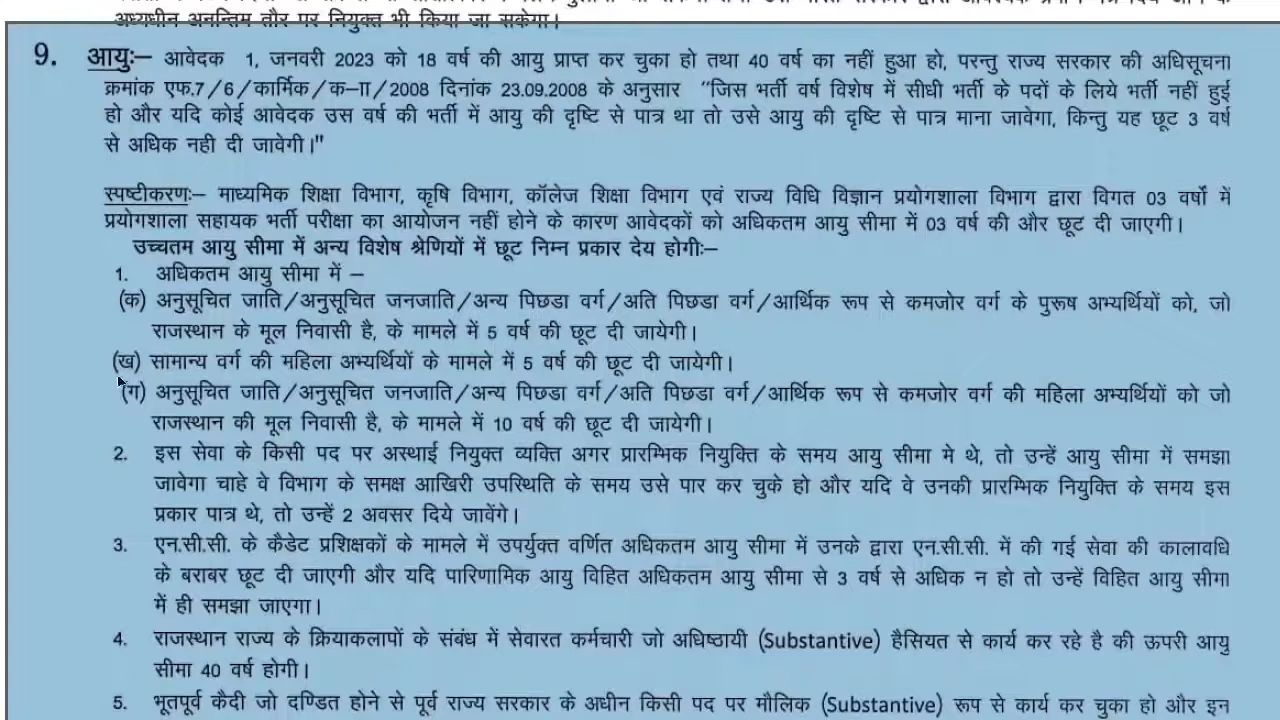 अध्यधीन अनन्तिम तौर पर नियुक्त भी किया जा सकेगा।
9. आयुः– आवेदक 1, जनवरी 2023 को 18 वर्ष की आयु प्राप्त कर चुका हो तथा 40 वर्ष का नहीं हुआ हो, परन्तु राज्य सरकार की अधिसूचना
क्रमांक एफ.7/6/कार्मिक/क–II/2008 दिनांक 23.09.2008 के अनुसार "जिस भर्ती वर्ष विशेष में सीधी भर्ती के पदों के लिये भर्ती नहीं हुई
हो और यदि कोई आवेदक उस वर्ष की भर्ती में आयु की दृष्टि से पात्र था तो उसे आयु की दृष्टि से पात्र माना जावेगा, किन्तु यह छूट 3 वर्ष
से अधिक नही दी जावेगी।"
स्पष्टीकरणः– माध्यमिक शिक्षा विभाग, कृषि विभाग, कॉलेज शिक्षा विभाग एवं राज्य विधि विज्ञान प्रयोगशाला विभाग द्वारा विगत 03 वर्षों में
प्रयोगशाला सहायक भर्ती परीक्षा का आयोजन नहीं होने के कारण आवेदकों को अधिकतम आयु सीमा में 03 वर्ष की और छूट दी जाएगी।
उच्चतम आयु सीमा में अन्य विशेष श्रेणियों में छूट निम्न प्रकार देय होगीः–
1. अधिकतम आयु सीमा में –
(क) अनुसूचित जाति/अनुसूचित जनजाति/अन्य पिछडा वर्ग/अति पिछडा वर्ग/आर्थिक रूप से कमजोर वर्ग के पुरूष अभ्यर्थियों को, जो
राजस्थान के मूल निवासी है, के मामले में 5 वर्ष की छूट दी जायेगी।
(ख) सामान्य वर्ग की महिला अभ्यर्थियों के मामले में 5 वर्ष की छूट दी जायेगी।
(ग) अनुसूचित जाति/अनुसूचित जनजाति/अन्य पिछडा वर्ग/अति पिछडा वर्ग/आर्थिक रूप से कमजोर वर्ग की महिला अभ्यर्थियों को जो
राजस्थान की मूल निवासी है, के मामले में 10 वर्ष की छूट दी जायेगी।
2. इस सेवा के किसी पद पर अस्थाई नियुक्त व्यक्ति अगर प्रारम्भिक नियुक्ति के समय आयु सीमा मे थे, तो उन्हें आयु सीमा में समझा
जावेगा चाहे वे विभाग के समक्ष आखिरी उपस्थिति के समय उसे पार कर चुके हो और यदि वे उनकी प्रारम्भिक नियुक्ति के समय इस
प्रकार पात्र थे, तो उन्हें 2 अवसर दिये जावेंगे।
3. एन.सी.सी. के कैडेट प्रशिक्षकों के मामले में उपर्युक्त वर्णित अधिकतम आयु सीमा में उनके द्वारा एन.सी.सी. में की गई सेवा की कालावधि
के बराबर छूट दी जाएगी और यदि पारिणामिक आयु विहित अधिकतम आयु सीमा से 3 वर्ष से अधिक न हो तो उन्हें विहित आयु सीमा
में ही समझा जाएगा।
4. राजस्थान राज्य के क्रियाकलापों के संबंध में सेवारत कर्मचारी जो अधिष्ठायी (Substantive) हैसियत से कार्य कर रहे है की ऊपरी आयु
सीमा 40 वर्ष होगी।
5. भूतपूर्व कैदी जो दण्डित होने से पूर्व राज्य सरकार के अधीन किसी पद पर मौलिक (Substantive) रूप से कार्य कर चुका हो और इन